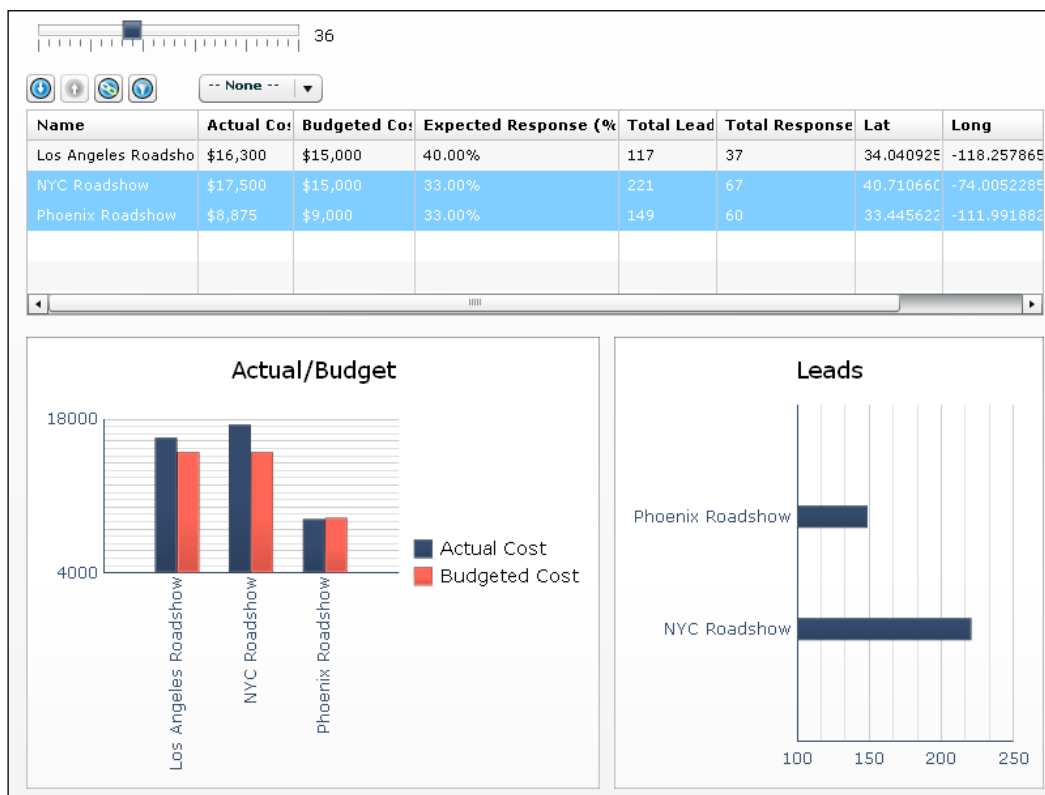 36
-- None --
Name Actual Cos Budgeted Cos Expected Response (% Total Lead Total Response Lat Long
Los Angeles Roadsho $16,300 $15,000 40.00% 117 37 34.040925 -118.257865
NYC Roadshow $17,500 $15,000 33.00% 221 67 40.710660 -74.0052285
Phoenix Roadshow $8,875 $9,000 33.00% 149 60 33.445622 -111.991882
Actual/Budget
18000
4000
Los Angeles Roadshow
NYC Roadshow
Phoenix Roadshow
Actual Cost
Budgeted Cost
Leads
Phoenix Roadshow
NYC Roadshow
100 150 200 250